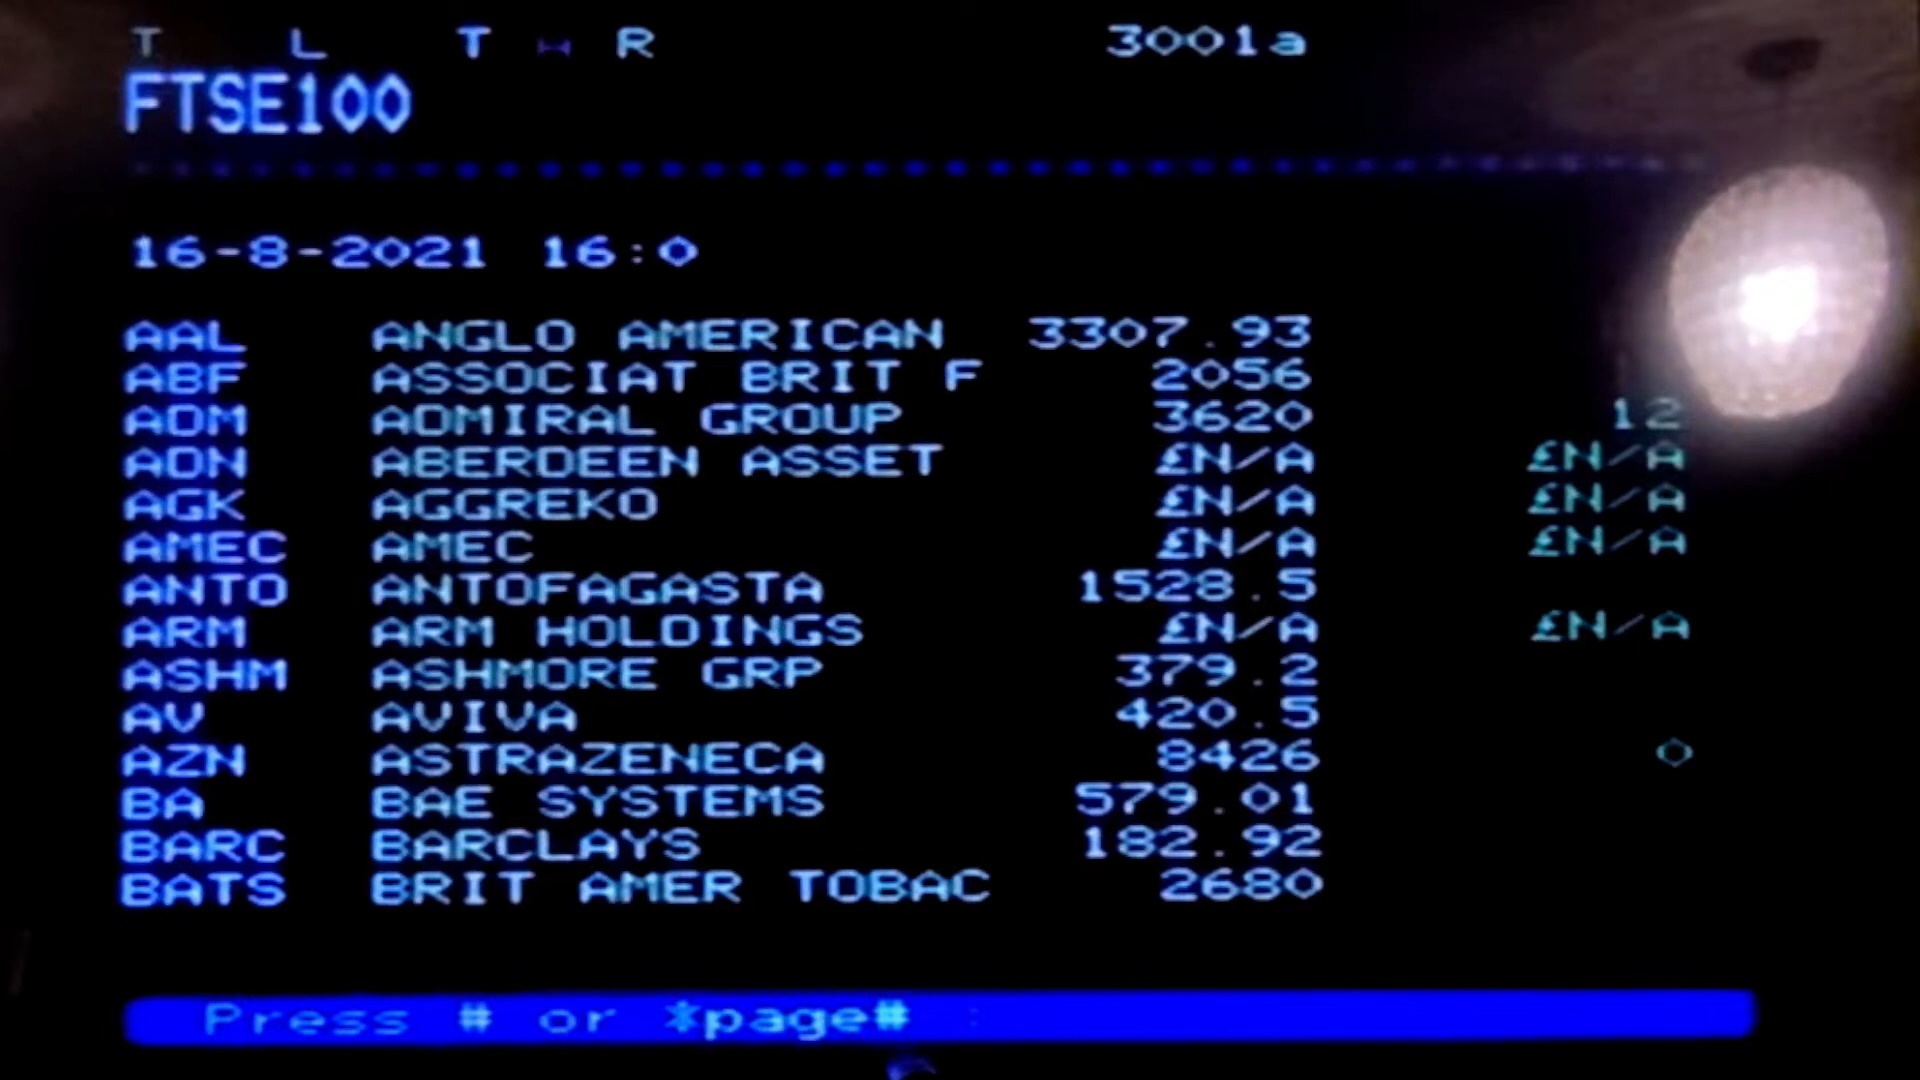 T L T R 3001a
FTSE100
16-8-2021 16:0
AAL ANGLO AMERICAN 3307.93
ABF ASSOCIAT BRIT F 2056
ADM ADMIRAL GROUP 3620 12
ADN ABERDEEN ASSET £N/A £N/A
AGK AGGREKO £N/A £N/A
AMEC AMEC £N/A £N/A
ANTO ANTOFAGASTA 1528.5
ARM ARM HOLDINGS £N/A £N/A
ASHM ASHMORE GRP 379.2
AV AVIVA 420.5
AZN ASTRAZENECA 8426 0
BA BAE SYSTEMS 579.01
BARC BARCLAYS 182.92
BATS BRIT AMER TOBAC 2680
Press # or *page# :